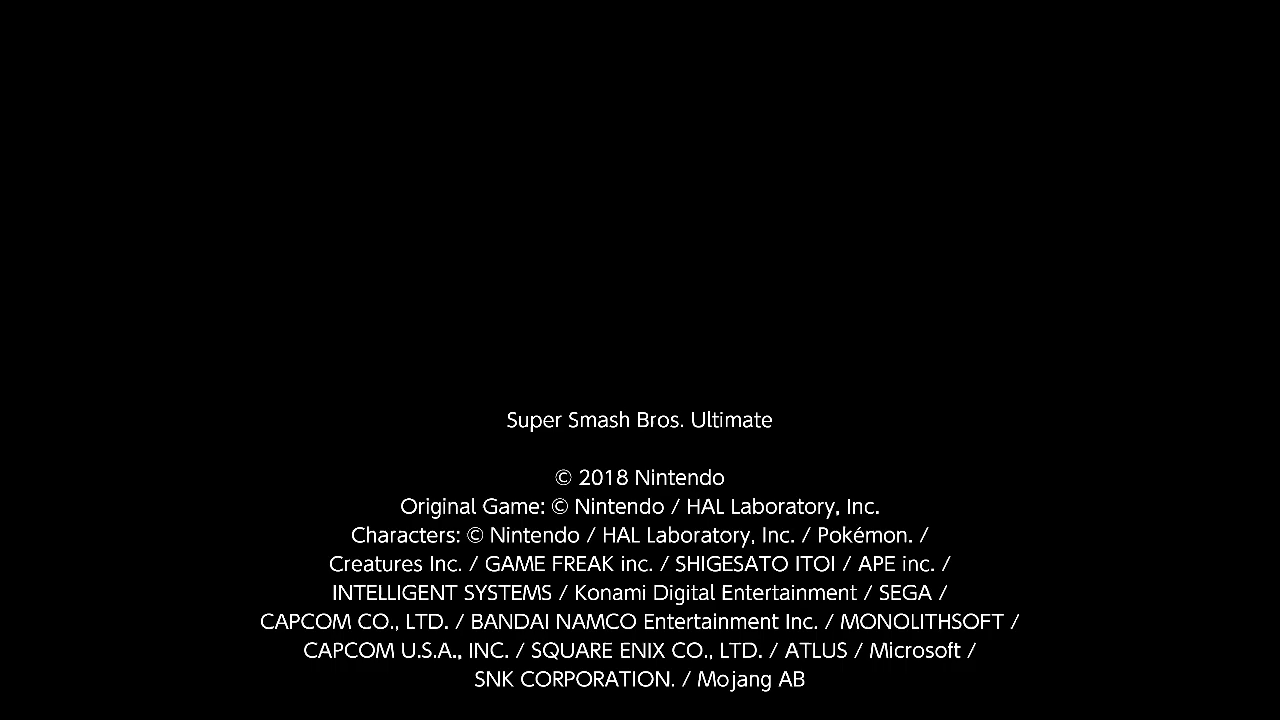 Super Smash Bros. Ultimate
© 2018 Nintendo
Original Game: © Nintendo / HAL Laboratory, Inc.
Characters: © Nintendo / HAL Laboratory, Inc. / Pokémon. /
Creatures Inc. / GAME FREAK inc. / SHIGESATO ITOI / APE inc. /
INTELLIGENT SYSTEMS / Konami Digital Entertainment / SEGA /
CAPCOM CO., LTD. / BANDAI NAMCO Entertainment Inc. / MONOLITHSOFT /
CAPCOM U.S.A., INC. / SQUARE ENIX CO., LTD. / ATLUS / Microsoft /
SNK CORPORATION. / Mojang AB